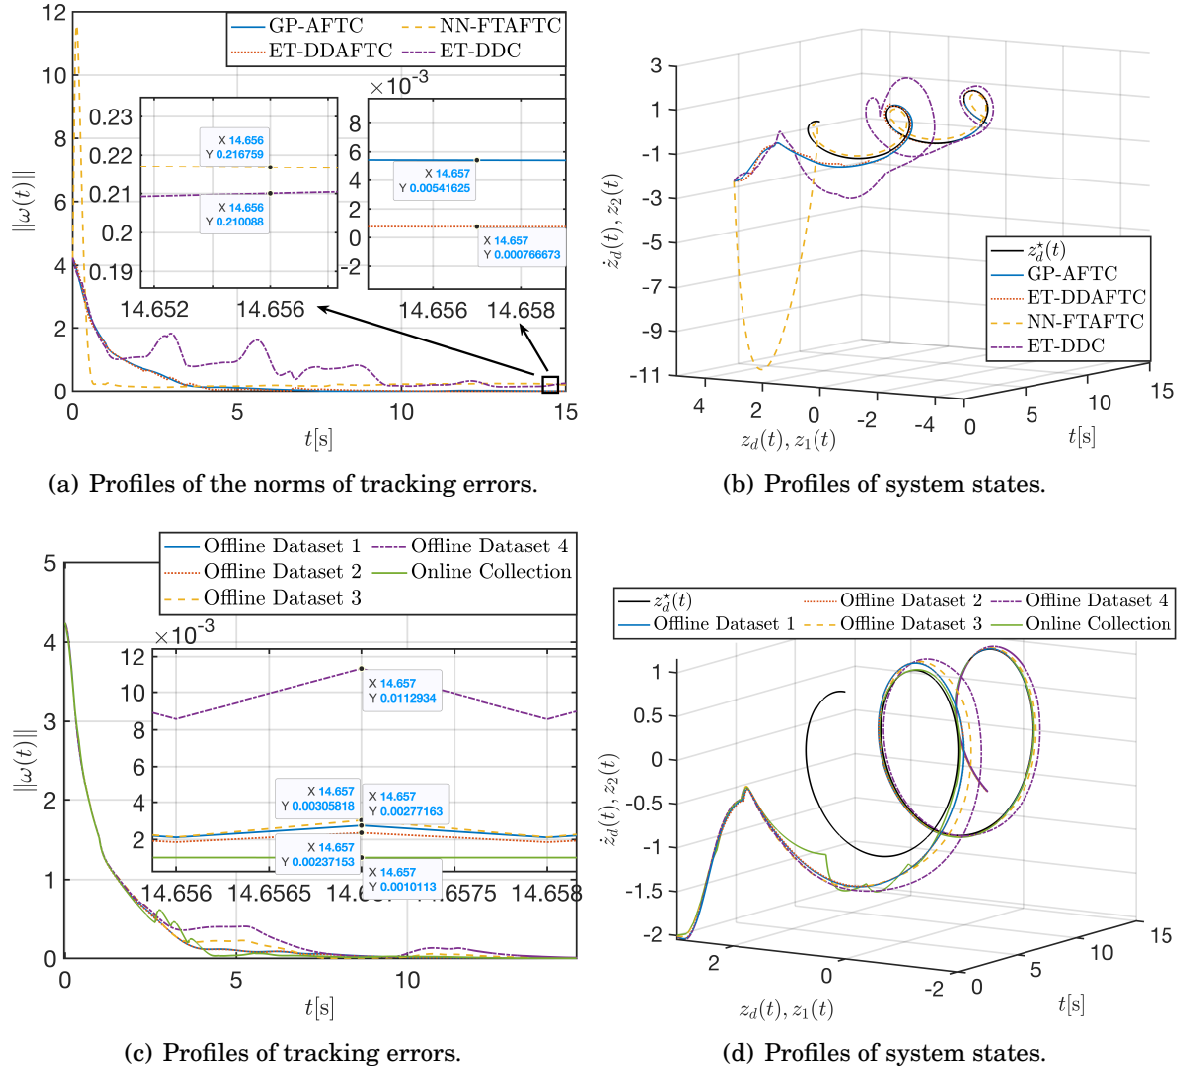 12
10
8
6
4
2
0
‖ω(t)‖
GP-AFTC NN-FTAFTC
ET-DDAFTC ET-DDC
0.23
0.22
0.21
0.2
0.19
X 14.656
Y 0.216759
X 14.656
Y 0.210088
14.652 14.656
×10⁻³
8
6
4
2
0
-2
X 14.657
Y 0.00541625
X 14.657
Y 0.000766673
14.656 14.658
0 5 10 15
t[s]
(a) Profiles of the norms of tracking errors.
3
1
-1
-3
-5
-7
-9
-11
ż_d(t), z₂(t)
z_d*(t)
GP-AFTC
ET-DDAFTC
NN-FTAFTC
ET-DDC
4 2 0 -2 -4
0 5 10 15
z_d(t), z₁(t)
t[s]
(b) Profiles of system states.
Offline Dataset 1 Offline Dataset 4
Offline Dataset 2 Online Collection
Offline Dataset 3
5
4
3
2
1
0
‖ω(t)‖
×10⁻³
12
10
8
6
4
2
X 14.657
Y 0.0112934
X 14.657
Y 0.00305818
X 14.657
Y 0.00277163
X 14.657
Y 0.00237153
X 14.657
Y 0.0010113
14.656 14.6565 14.6575 14.658
0 5 10
t[s]
(c) Profiles of tracking errors.
z_d*(t) Offline Dataset 2 Offline Dataset 4
Offline Dataset 1 Offline Dataset 3 Online Collection
1
0.5
0
-0.5
-1
-1.5
-2
ż_d(t), z₂(t)
2 0 -2
0 5 10 15
z_d(t), z₁(t)
t[s]
(d) Profiles of system states.